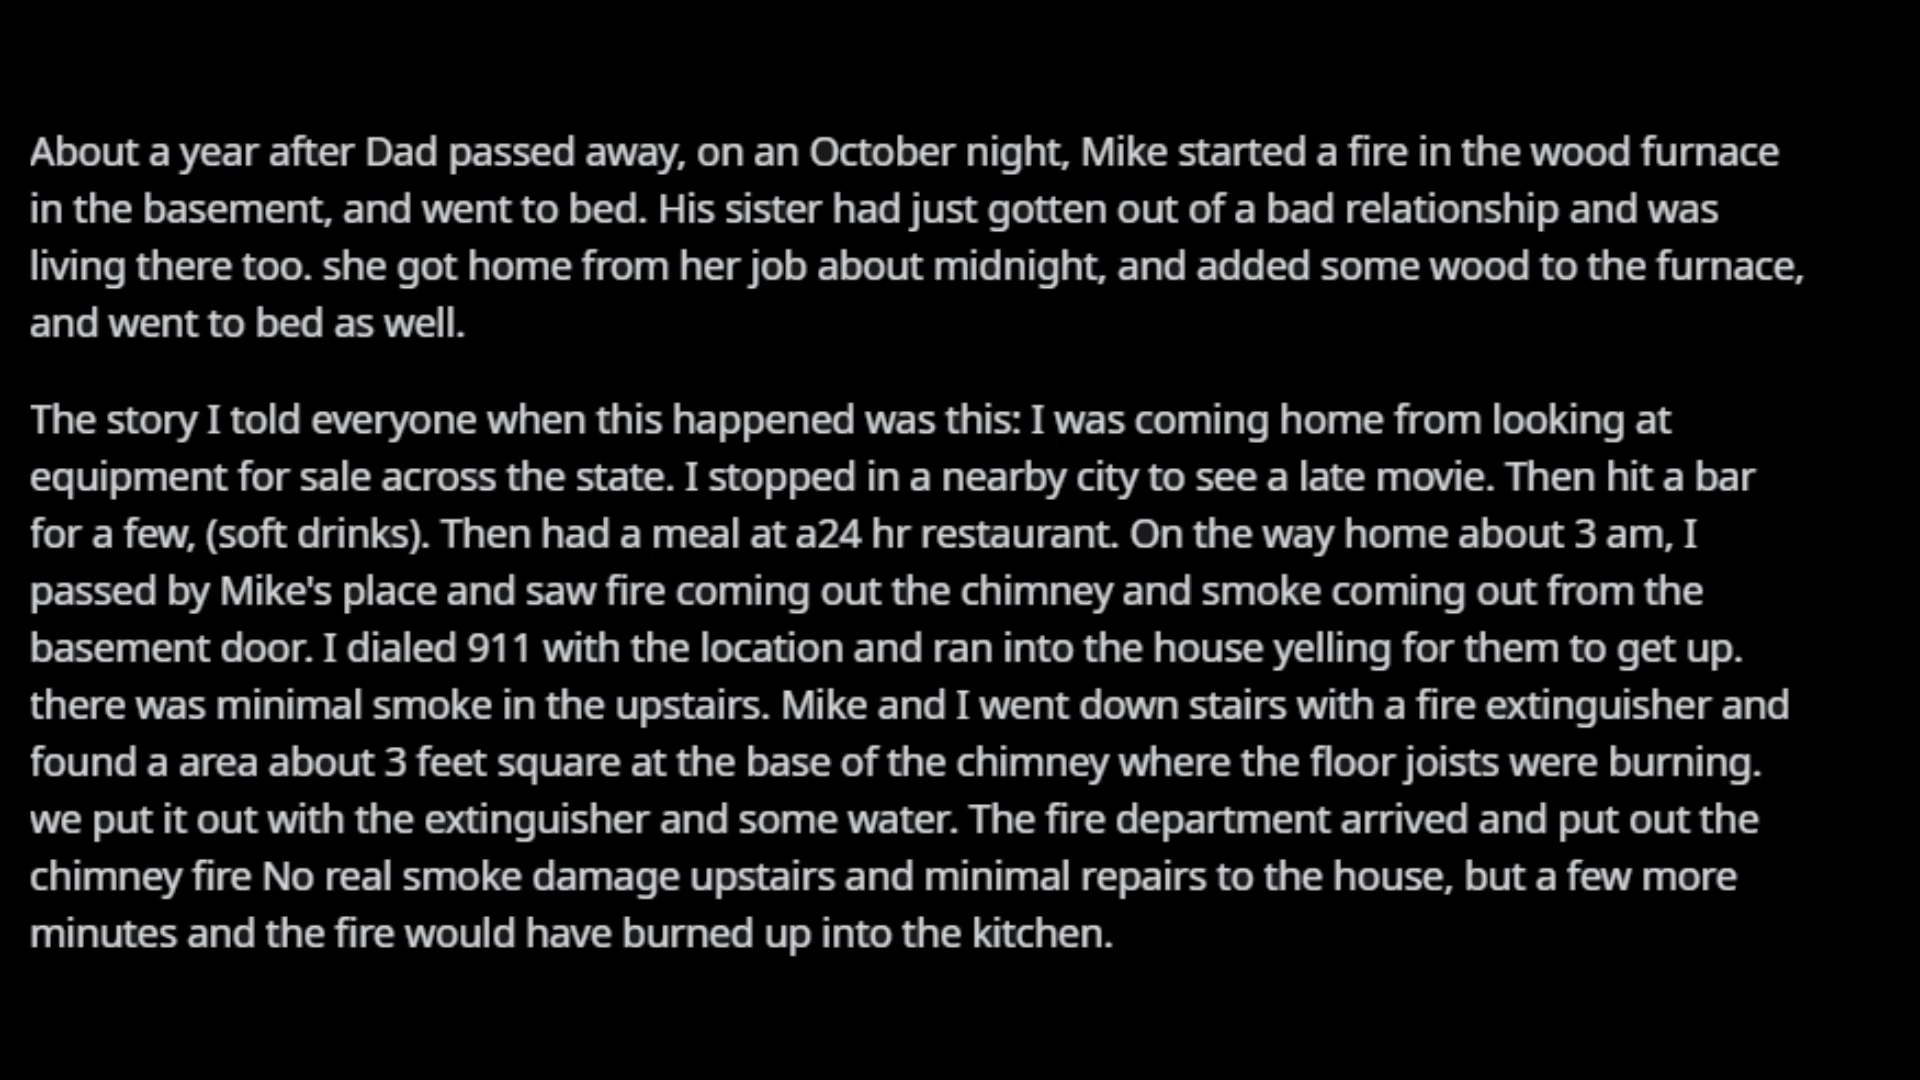 About a year after Dad passed away, on an October night, Mike started a fire in the wood furnace
in the basement, and went to bed. His sister had just gotten out of a bad relationship and was
living there too. she got home from her job about midnight, and added some wood to the furnace,
and went to bed as well.
The story I told everyone when this happened was this: I was coming home from looking at
equipment for sale across the state. I stopped in a nearby city to see a late movie. Then hit a bar
for a few, (soft drinks). Then had a meal at a24 hr restaurant. On the way home about 3 am, I
passed by Mike's place and saw fire coming out the chimney and smoke coming out from the
basement door. I dialed 911 with the location and ran into the house yelling for them to get up.
there was minimal smoke in the upstairs. Mike and I went down stairs with a fire extinguisher and
found a area about 3 feet square at the base of the chimney where the floor joists were burning.
we put it out with the extinguisher and some water. The fire department arrived and put out the
chimney fire No real smoke damage upstairs and minimal repairs to the house, but a few more
minutes and the fire would have burned up into the kitchen.